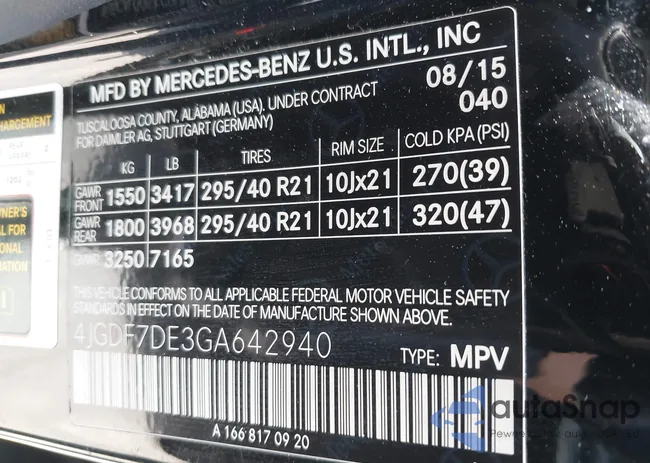 MFD BY MERCEDES-BENZ U.S. INTL., INC
TUSCALOOSA COUNTY, ALABAMA (USA). UNDER CONTRACT
FOR DAIMLER AG, STUTTGART (GERMANY)
08/15
040
KG LB TIRES RIM SIZE COLD KPA (PSI)
GAWR FRONT 1550 3417 295/40 R21 10Jx21 270(39)
GAWR REAR 1800 3968 295/40 R21 10Jx21 320(47)
GVWR 3250 7165
THIS VEHICLE CONFORMS TO ALL APPLICABLE FEDERAL MOTOR VEHICLE SAFETY
STANDARDS IN EFFECT ON THE DATE OF MANUFACTURE SHOWN ABOVE.
4JGDF7DE3GA642940
TYPE: MPV
A 166 817 09 20
autoSnap